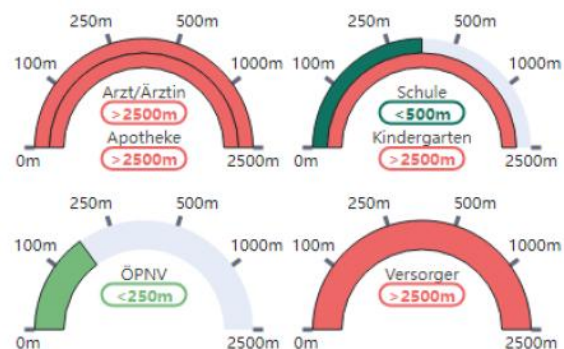 250m 500m
100m 1000m
Arzt/Ärztin
>2500m
Apotheke
>2500m
0m 2500m
250m 500m
100m 1000m
Schule
<500m
Kindergarten
>2500m
0m 2500m
250m 500m
100m 1000m
ÖPNV
<250m
0m 2500m
250m 500m
100m 1000m
Versorger
>2500m
0m 2500m